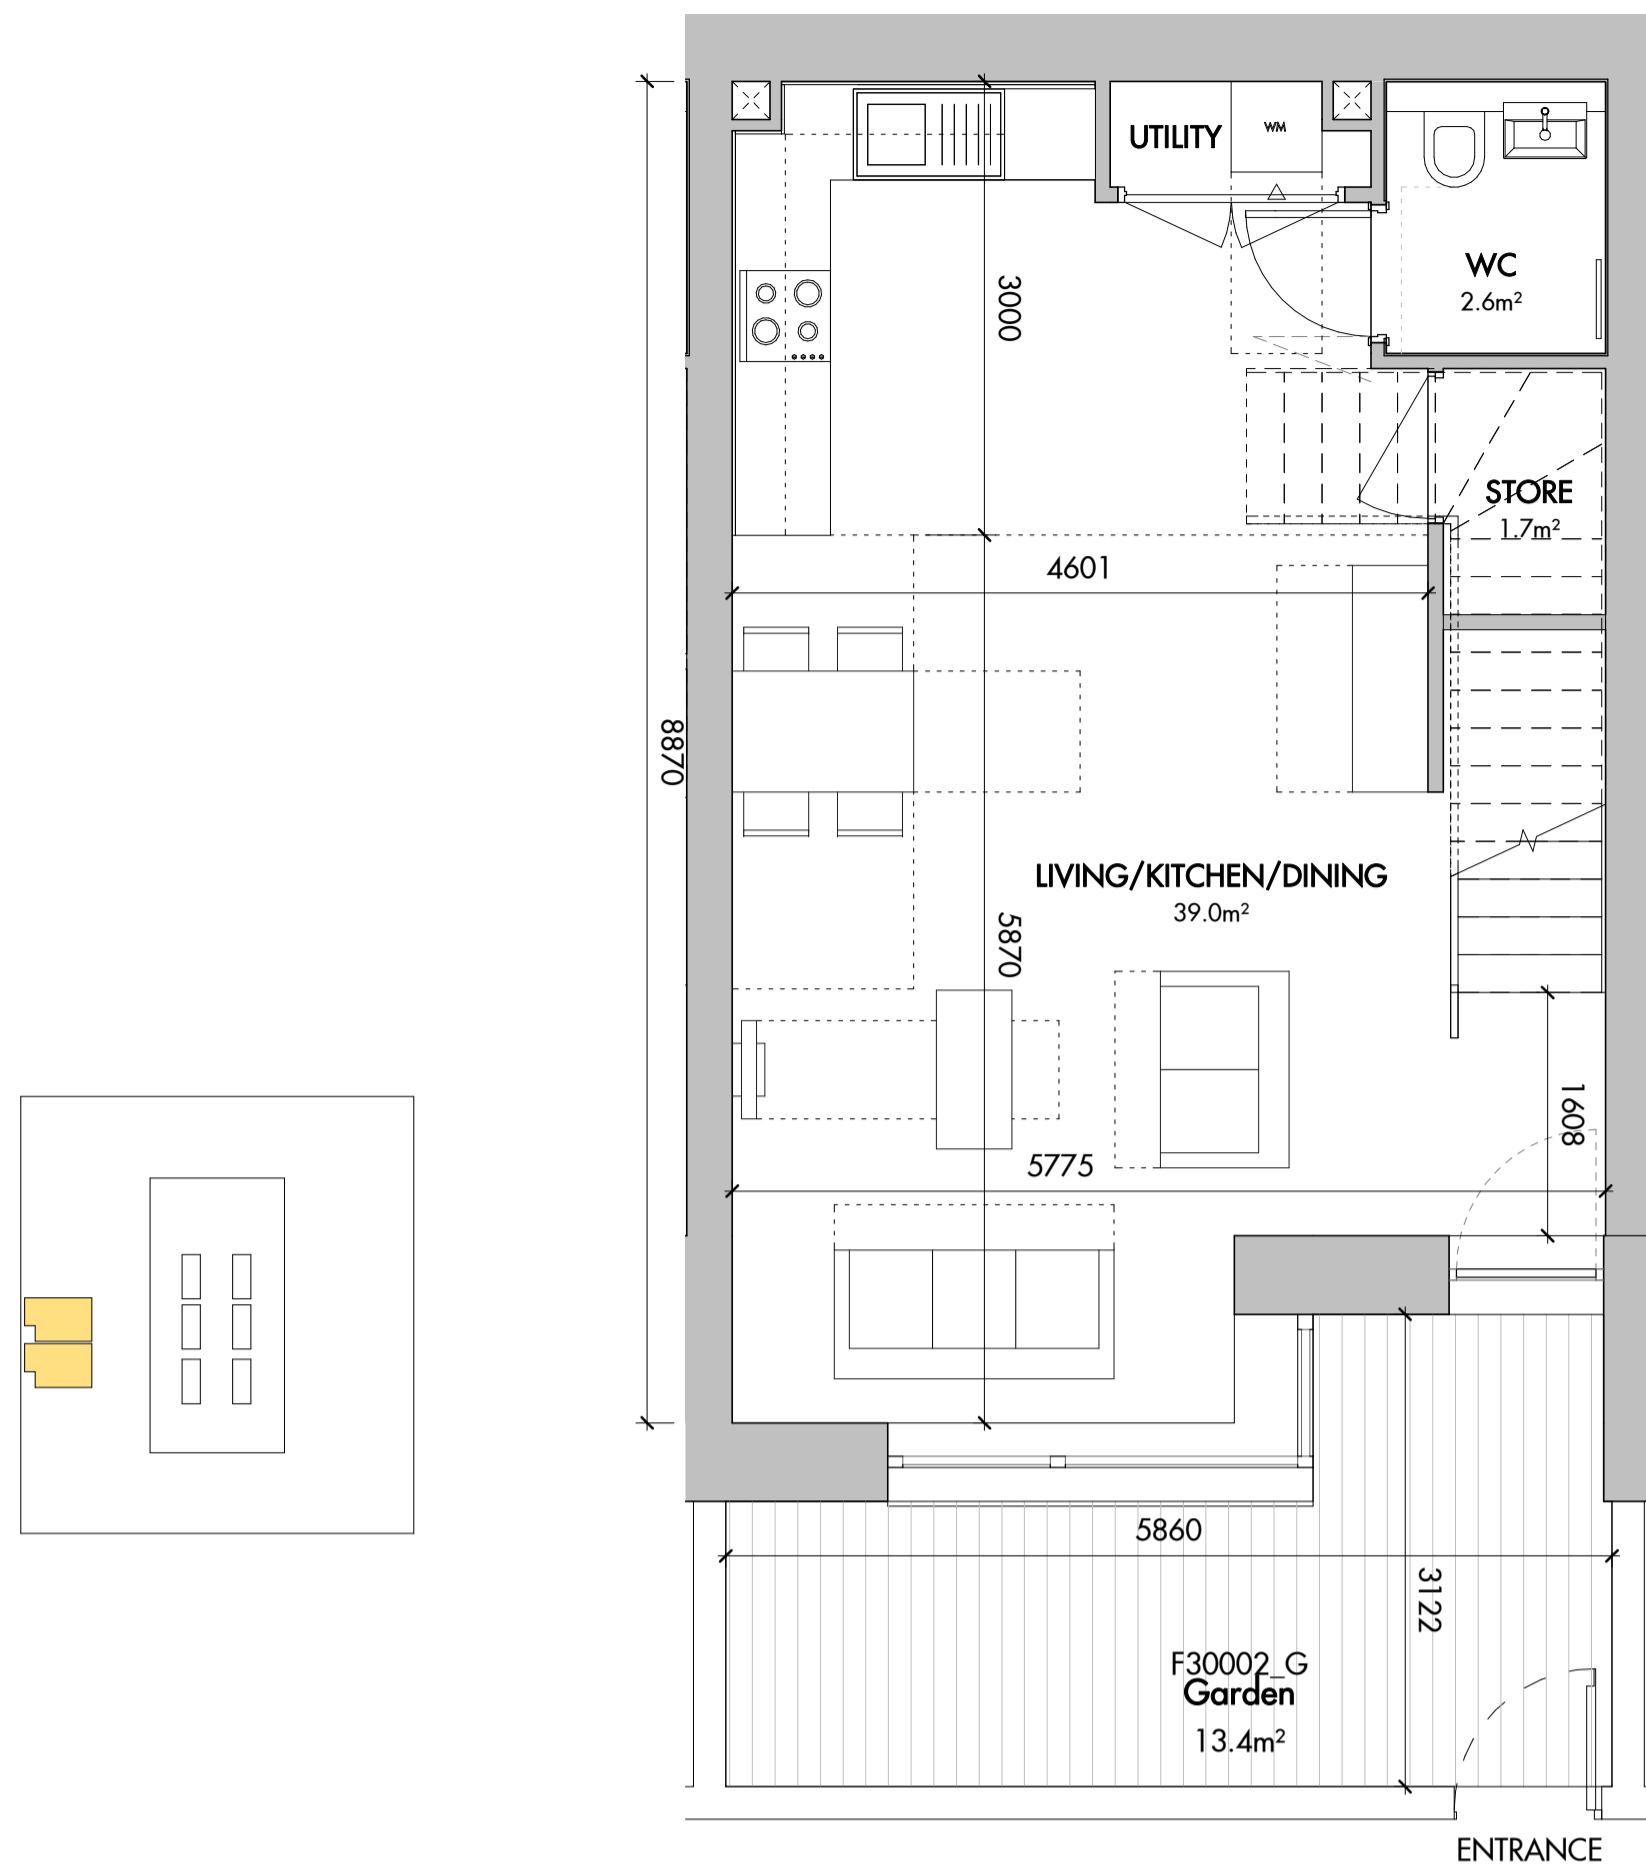 UTILITY
WM
WC
2.6m²
3000
STORE
1.7m²
4601
8870
LIVING/KITCHEN/DINING
39.0m²
5870
1608
5775
5860
3122
F30002_G
Garden
13.4m²
ENTRANCE